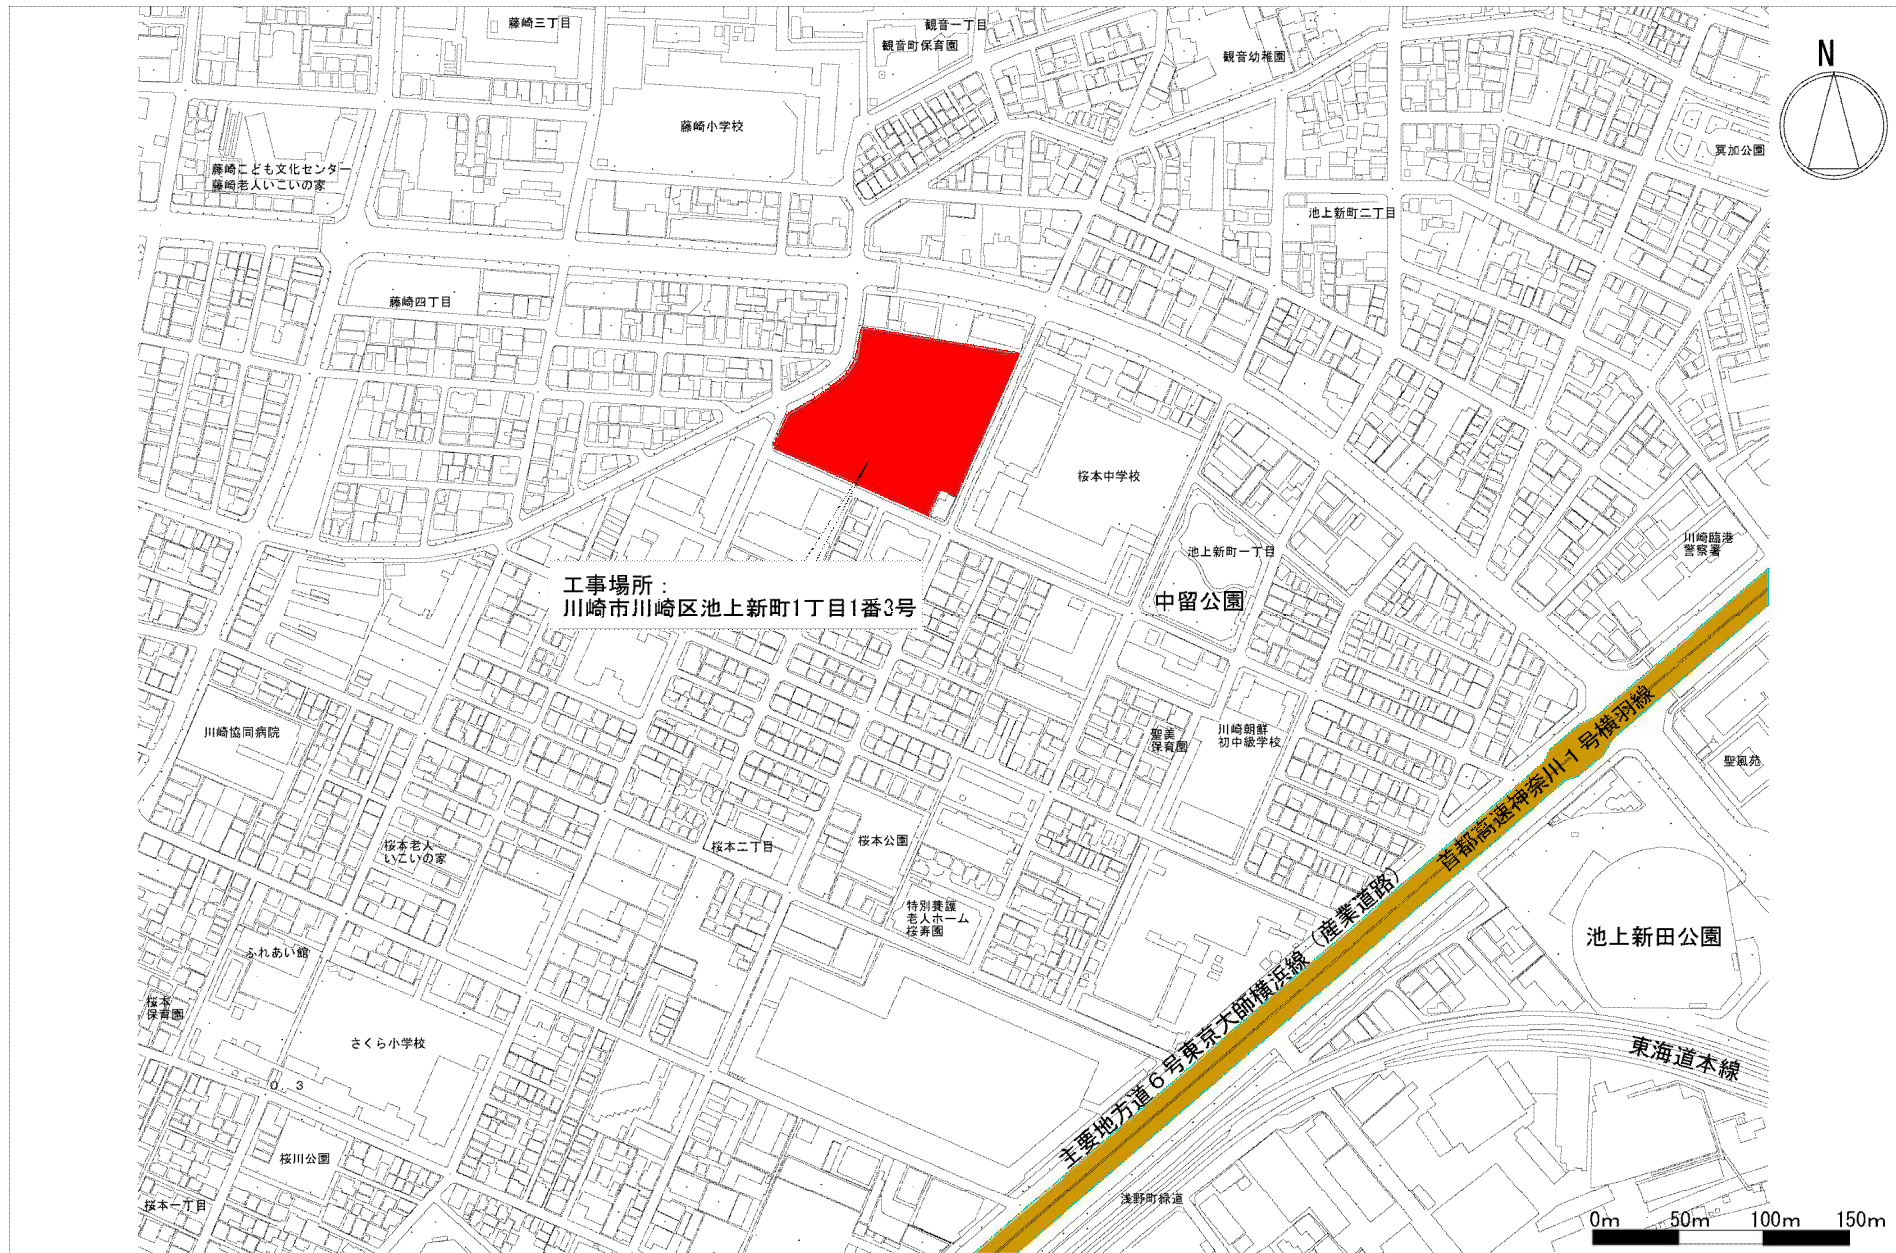 藤崎三丁目
観音一丁目
観音町保育園
観音幼稚園
N
藤崎小学校
冥加公園
藤崎こども文化センター
藤崎老人いこいの家
池上新町二丁目
藤崎四丁目
桜本中学校
川崎臨港
警察署
池上新町一丁目
中留公園
工事場所：
川崎市川崎区池上新町1丁目1番3号
川崎協同病院
聖美
保育園
川崎朝鮮
初中級学校
首都高速神奈川1号横羽線
聖風苑
桜本老人
いこいの家
桜本二丁目
桜本公園
特別養護
老人ホーム
桜寿園
主要地方道6号東京大師横浜線（産業道路）
池上新田公園
ふれあい館
桜本
保育園
さくら小学校
0.3
東海道本線
桜川公園
桜本一丁目
浅野町緑道
0m 50m 100m 150m